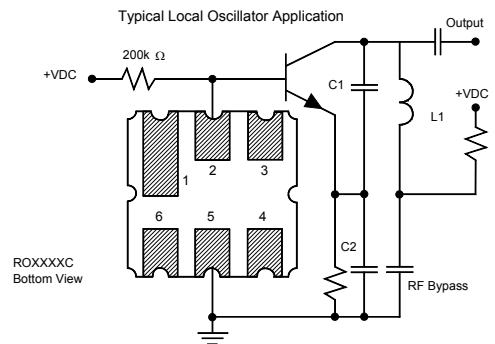 Typical Local Oscillator Application
Output
200k Ω
+VDC
C1
+VDC
L1
1
2
3
6
5
4
C2
ROXXXXC
Bottom View
RF Bypass